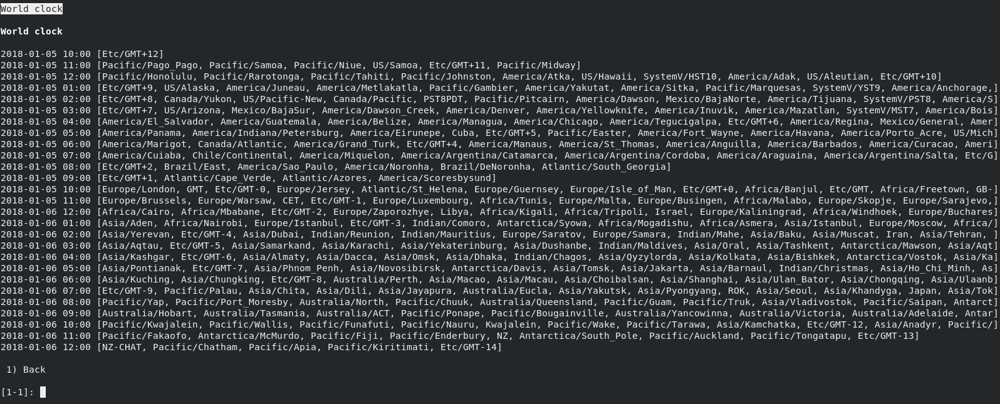 World clock
World clock
2018-01-05 10:00 [Etc/GMT+12]
2018-01-05 11:00 [Pacific/Pago_Pago, Pacific/Samoa, Pacific/Niue, US/Samoa, Etc/GMT+11, Pacific/Midway]
2018-01-05 12:00 [Pacific/Honolulu, Pacific/Rarotonga, Pacific/Tahiti, Pacific/Johnston, America/Atka, US/Hawaii, SystemV/HST10, America/Adak, US/Aleutian, Etc/GMT+10]
2018-01-05 01:00 [Etc/GMT+9, US/Alaska, America/Juneau, America/Metlakatla, Pacific/Gambier, America/Yakutat, America/Sitka, Pacific/Marquesas, SystemV/YST9, America/Anchorage,]
2018-01-05 02:00 [Etc/GMT+8, Canada/Yukon, US/Pacific-New, Canada/Pacific, PST8PDT, Pacific/Pitcairn, America/Dawson, Mexico/BajaNorte, America/Tijuana, SystemV/PST8, America/S]
2018-01-05 03:00 [Etc/GMT+7, US/Arizona, Mexico/BajaSur, America/Dawson_Creek, America/Denver, America/Yellowknife, America/Inuvik, America/Mazatlan, SystemV/MST7, America/Bois]
2018-01-05 04:00 [America/El_Salvador, America/Guatemala, America/Belize, America/Managua, America/Chicago, America/Tegucigalpa, Etc/GMT+6, America/Regina, Mexico/General, Amer]
2018-01-05 05:00 [America/Panama, America/Indiana/Petersburg, America/Eirunepe, Cuba, Etc/GMT+5, Pacific/Easter, America/Fort_Wayne, America/Havana, America/Porto_Acre, US/Mich]
2018-01-05 06:00 [America/Marigot, Canada/Atlantic, America/Grand_Turk, Etc/GMT+4, America/Manaus, America/St_Thomas, America/Anguilla, America/Barbados, America/Curacao, Ameri]
2018-01-05 07:00 [America/Cuiaba, Chile/Continental, America/Miquelon, America/Argentina/Catamarca, America/Argentina/Cordoba, America/Araguaina, America/Argentina/Salta, Etc/G]
2018-01-05 08:00 [Etc/GMT+2, Brazil/East, America/Sao_Paulo, America/Noronha, Brazil/DeNoronha, Atlantic/South_Georgia]
2018-01-05 09:00 [Etc/GMT+1, Atlantic/Cape_Verde, Atlantic/Azores, America/Scoresbysund]
2018-01-05 10:00 [Europe/London, GMT, Etc/GMT-0, Europe/Jersey, Atlantic/St_Helena, Europe/Guernsey, Europe/Isle_of_Man, Etc/GMT+0, Africa/Banjul, Etc/GMT, Africa/Freetown, GB-]
2018-01-05 11:00 [Europe/Brussels, Europe/Warsaw, CET, Etc/GMT-1, Europe/Luxembourg, Africa/Tunis, Europe/Malta, Europe/Busingen, Africa/Malabo, Europe/Skopje, Europe/Sarajevo,]
2018-01-06 12:00 [Africa/Cairo, Africa/Mbabane, Etc/GMT-2, Europe/Zaporozhye, Libya, Africa/Kigali, Africa/Tripoli, Israel, Europe/Kaliningrad, Africa/Windhoek, Europe/Buchares]
2018-01-06 01:00 [Asia/Aden, Africa/Nairobi, Europe/Istanbul, Etc/GMT-3, Indian/Comoro, Antarctica/Syowa, Africa/Mogadishu, Africa/Asmera, Asia/Istanbul, Europe/Moscow, Africa/]
2018-01-06 02:00 [Asia/Yerevan, Etc/GMT-4, Asia/Dubai, Indian/Reunion, Indian/Mauritius, Europe/Saratov, Europe/Samara, Indian/Mahe, Asia/Baku, Asia/Muscat, Iran, Asia/Tehran, ]
2018-01-06 03:00 [Asia/Aqtau, Etc/GMT-5, Asia/Samarkand, Asia/Karachi, Asia/Yekaterinburg, Asia/Dushanbe, Indian/Maldives, Asia/Oral, Asia/Tashkent, Antarctica/Mawson, Asia/Aqt]
2018-01-06 04:00 [Asia/Kashgar, Etc/GMT-6, Asia/Almaty, Asia/Dacca, Asia/Omsk, Asia/Dhaka, Indian/Chagos, Asia/Qyzylorda, Asia/Kolkata, Asia/Bishkek, Antarctica/Vostok, Asia/Ka]
2018-01-06 05:00 [Asia/Pontianak, Etc/GMT-7, Asia/Phnom_Penh, Asia/Novosibirsk, Antarctica/Davis, Asia/Tomsk, Asia/Jakarta, Asia/Barnaul, Indian/Christmas, Asia/Ho_Chi_Minh, As]
2018-01-06 06:00 [Asia/Kuching, Asia/Chungking, Etc/GMT-8, Australia/Perth, Asia/Macao, Asia/Macau, Asia/Choibalsan, Asia/Shanghai, Asia/Ulan_Bator, Asia/Chongqing, Asia/Ulaanb]
2018-01-06 07:00 [Etc/GMT-9, Pacific/Palau, Asia/Chita, Asia/Dili, Asia/Jayapura, Australia/Eucla, Asia/Yakutsk, Asia/Pyongyang, ROK, Asia/Seoul, Asia/Khandyga, Japan, Asia/Tok]
2018-01-06 08:00 [Pacific/Yap, Pacific/Port_Moresby, Australia/North, Pacific/Chuuk, Australia/Queensland, Pacific/Guam, Pacific/Truk, Asia/Vladivostok, Pacific/Saipan, Antarct]
2018-01-06 09:00 [Australia/Hobart, Australia/Tasmania, Australia/ACT, Pacific/Ponape, Pacific/Bougainville, Australia/Yancowinna, Australia/Victoria, Australia/Adelaide, Antar]
2018-01-06 10:00 [Pacific/Kwajalein, Pacific/Wallis, Pacific/Funafuti, Pacific/Nauru, Kwajalein, Pacific/Wake, Pacific/Tarawa, Asia/Kamchatka, Etc/GMT-12, Asia/Anadyr, Pacific/]
2018-01-06 11:00 [Pacific/Fakaofo, Antarctica/McMurdo, Pacific/Fiji, Pacific/Enderbury, NZ, Antarctica/South_Pole, Pacific/Auckland, Pacific/Tongatapu, Etc/GMT-13]
2018-01-06 12:00 [NZ-CHAT, Pacific/Chatham, Pacific/Apia, Pacific/Kiritimati, Etc/GMT-14]
1) Back
[1-1]: